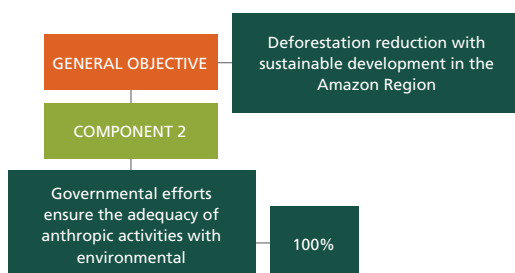 GENERAL OBJECTIVE
Deforestation reduction with
sustainable development in the
Amazon Region
COMPONENT 2
Governmental efforts
ensure the adequacy of
anthropic activities with
environmental
100%